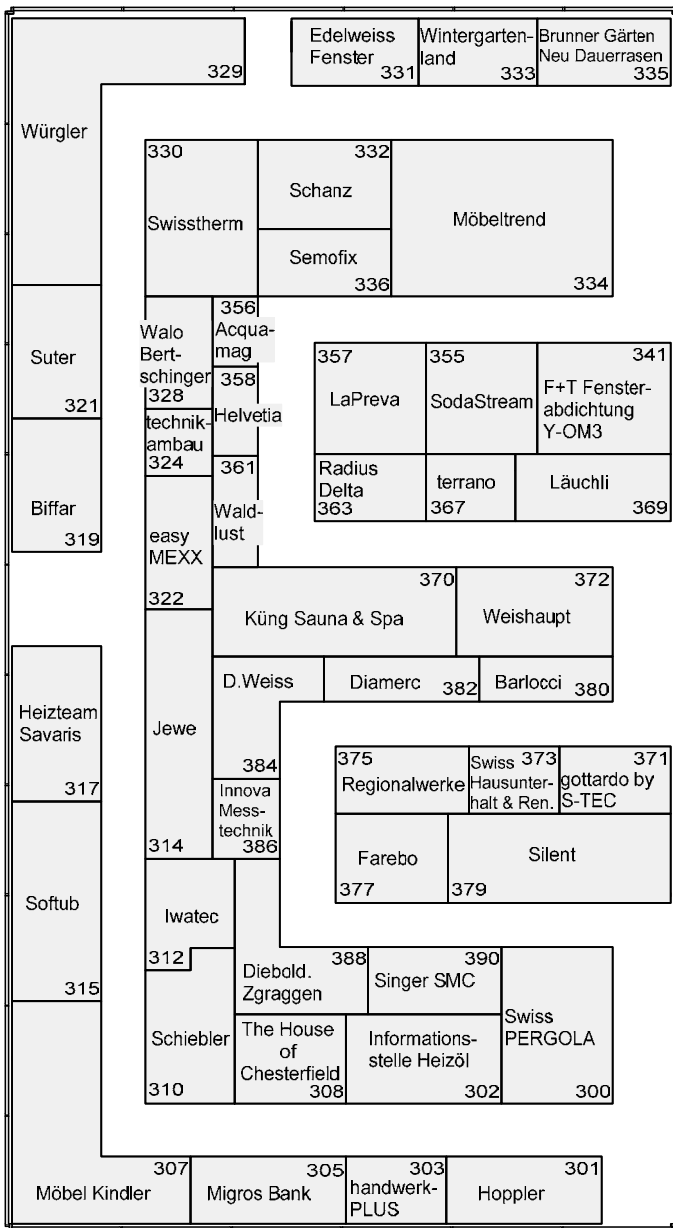 Edelweiss
Fenster
331
Wintergarten-
land
333
Brunner Gärten
Neu Dauerrasen
335
329
Würgler
330
Swisstherm
332
Schanz
Semofix
336
Möbeltrend
334
Suter
321
Walo
Bert-
schinger
328
356
Acqua-
mag
358
Helvetia
technik-
ambau
324
361
Wald-
lust
357
LaPreva
355
SodaStream
341
F+T Fenster-
abdichtung
Y-OM3
Radius
Delta
363
terrano
367
Läuchli
369
Biffar
319
easy
MEXX
322
370
Küng Sauna & Spa
372
Weishaupt
D.Weiss
384
Diamerc
382
Barlocci
380
Heizteam
Savaris
317
Jewe
314
Innova
Mess-
technik
386
375
Regionalwerke
373
Swiss
Hausunter-
halt & Ren.
371
gottardo by
S-TEC
Farebo
377
Silent
379
Softub
315
Iwatec
312
388
Diebold.
Zgraggen
390
Singer SMC
Swiss
PERGOLA
300
Schiebler
310
The House
of
Chesterfield
308
Informations-
stelle Heizöl
302
307
Möbel Kindler
305
Migros Bank
303
handwerk-
PLUS
301
Hoppler